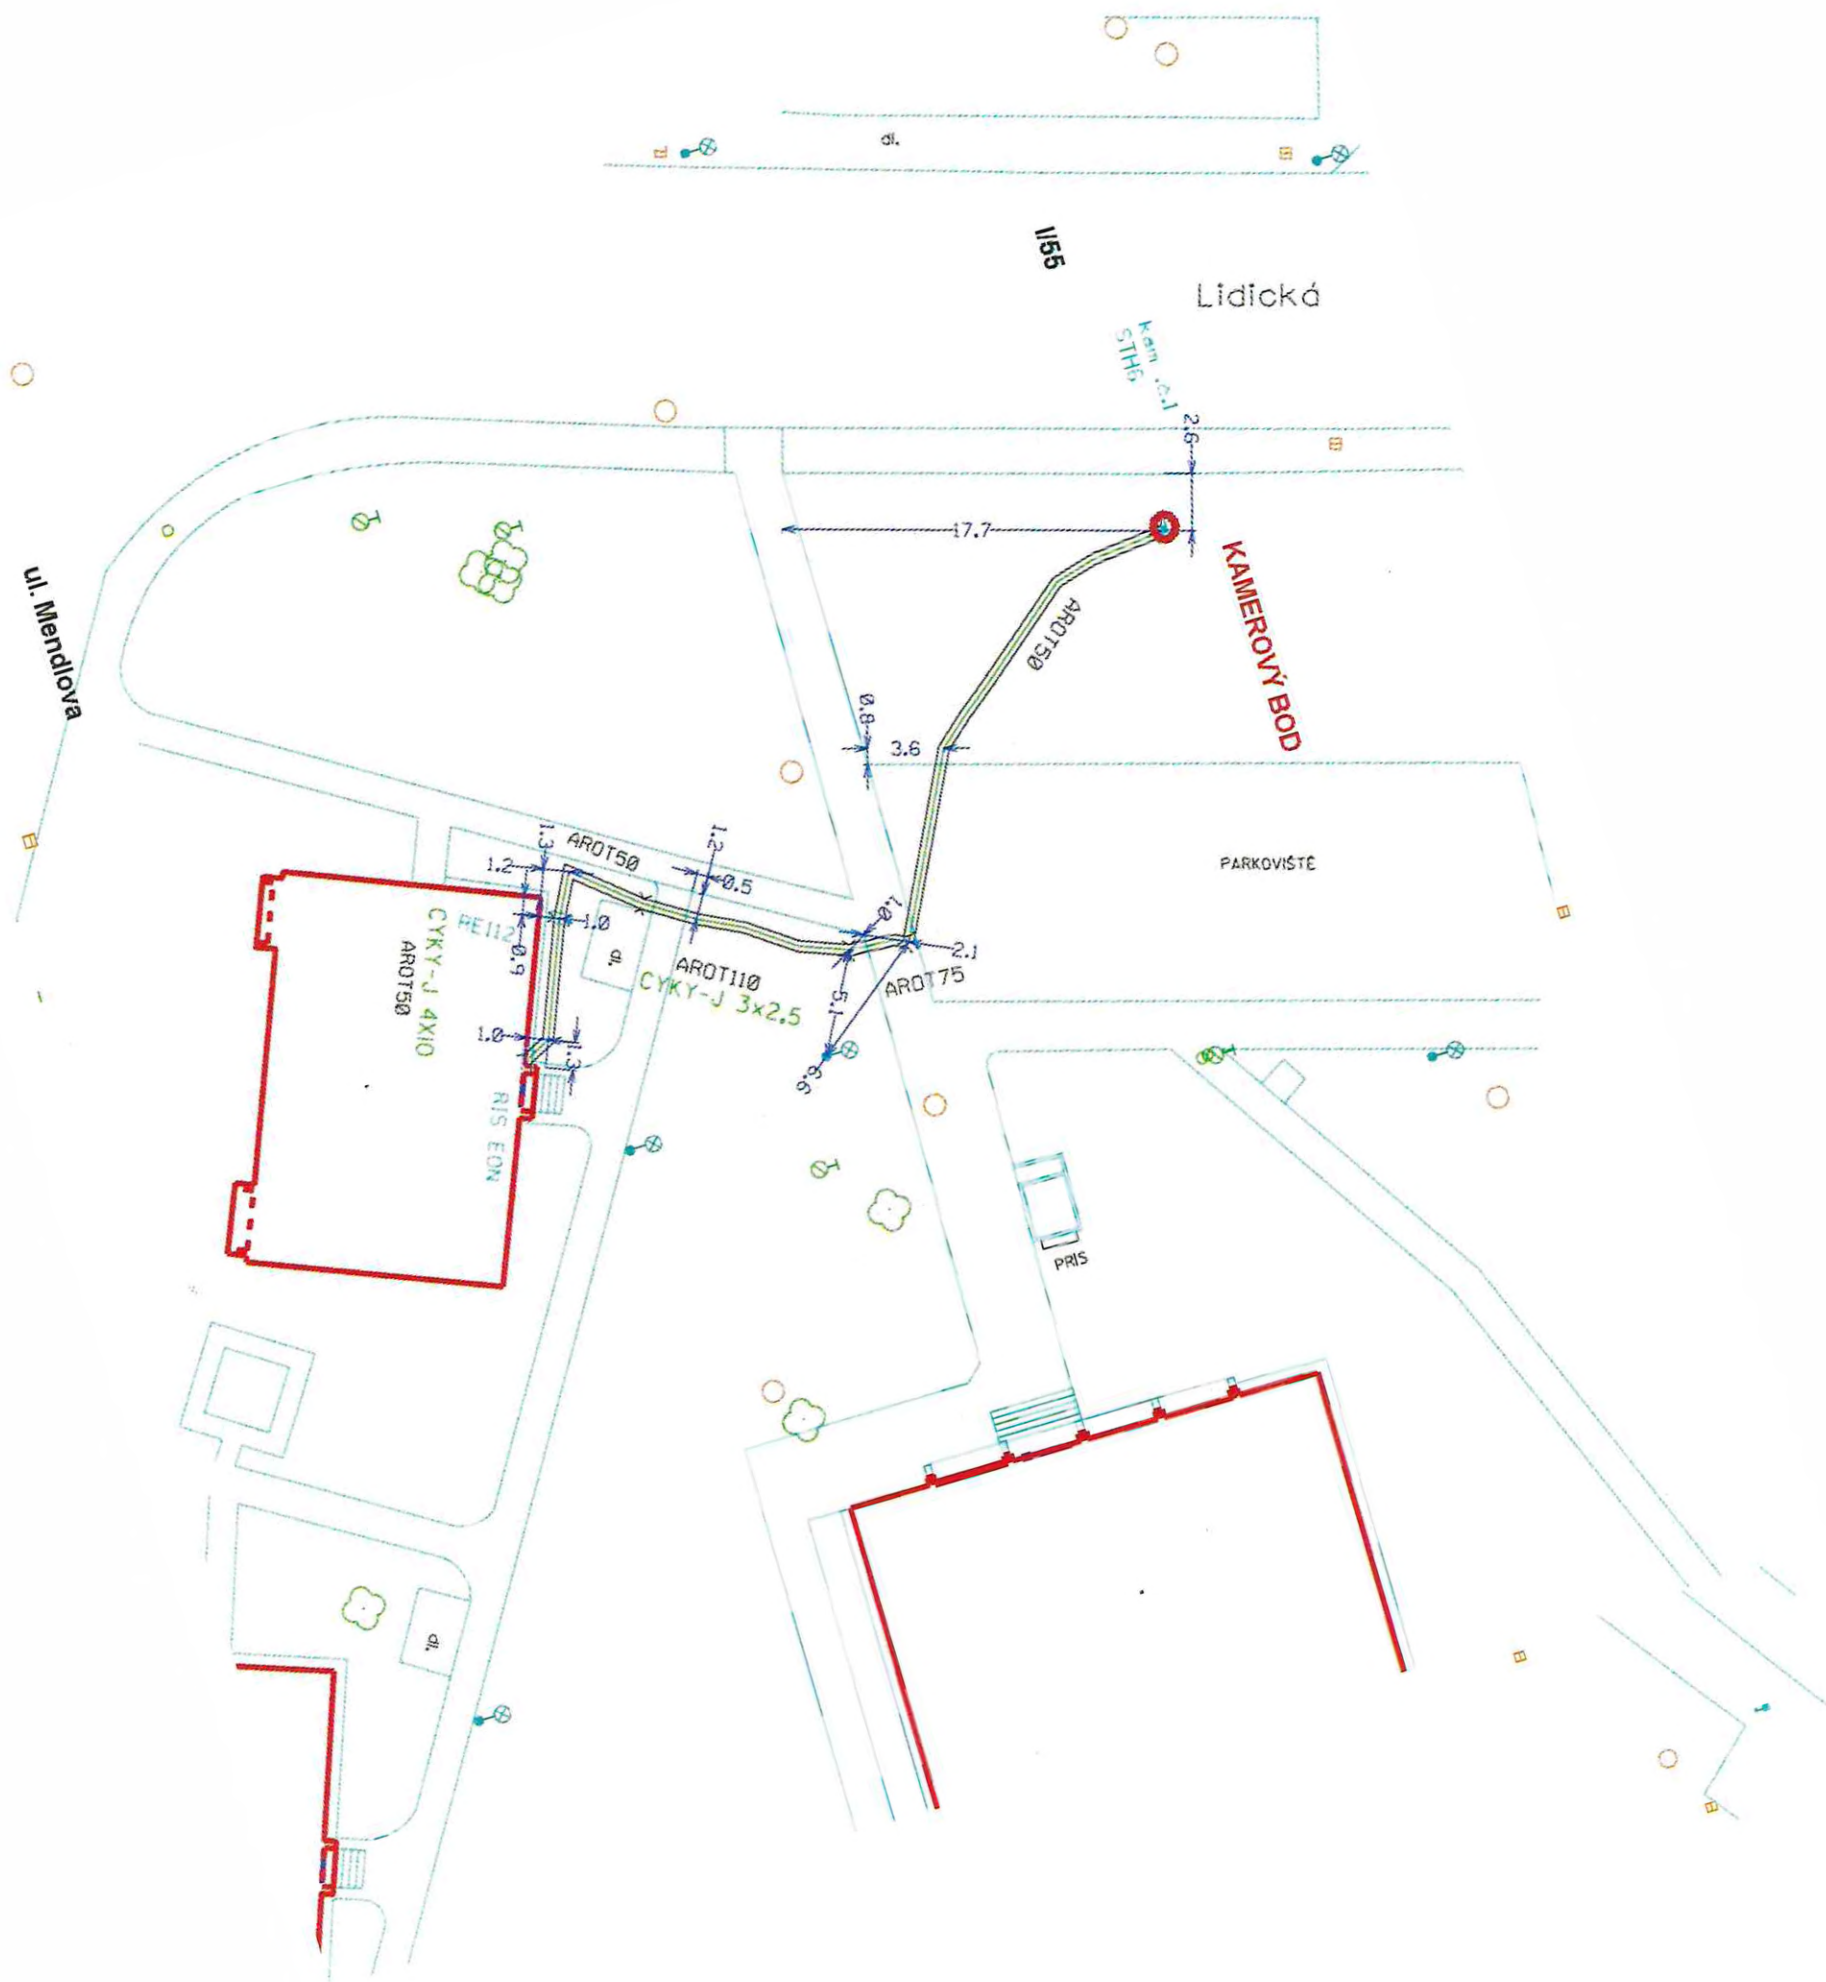 dl.
I/55
Lidická
Kam .č.1
STH6
2.6
17.7
KAMEROVÝ BOD
AROT50
ul. Mendlova
0.8
3.6
PARKOVIŠTĚ
1.3
AROT50
1.2
1.2
0.5
1.0
1.0
2.1
RE112
0.9
dl.
AROT110
AROT75
CYKY-J 3x2.5
CYKY-J 4X10
AROT50
5.1
6.6
1.0
1.3
RIS EON
PRIS
dl.